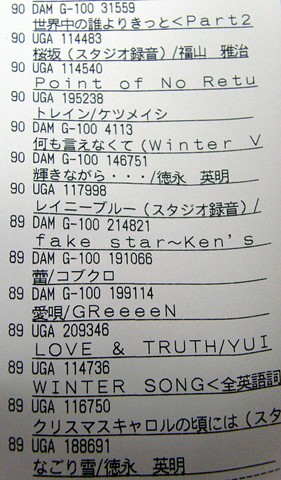 90 DAM G-100 31559
世界中の誰よりきっと<Part2
90 UGA 114483
桜坂(スタジオ録音)/福山 雅治
90 UGA 114540
Point of No Retu
90 UGA 195238
トレイン/ケツメイシ
90 DAM G-100 4113
何も言えなくて(Winter V
90 DAM G-100 146751
輝きながら・・・/徳永 英明
90 UGA 117998
レイニーブルー(スタジオ録音)/
89 DAM G-100 214821
fake star~Ken's
89 DAM G-100 191066
蕾/コブクロ
89 DAM G-100 199114
愛唄/GReeeeN
89 UGA 209346
LOVE & TRUTH/YUI
89 UGA 114736
WINTER SONG<全英語詞
89 UGA 116750
クリスマスキャロルの頃には(スタ
89 UGA 188691
なごり雪/徳永 英明